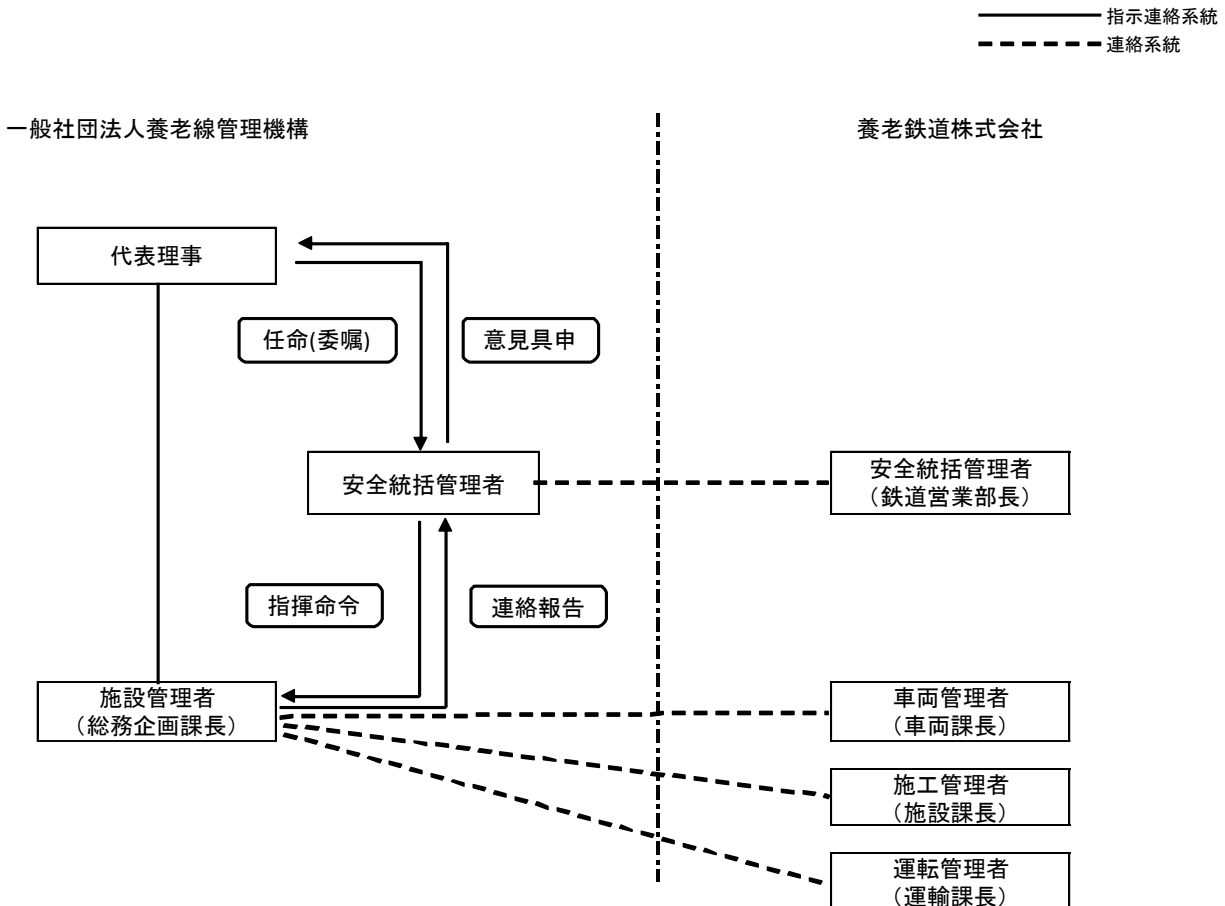 指示連絡系統
連絡系統
一般社団法人養老線管理機構
養老鉄道株式会社
代表理事
任命(委嘱)
意見具申
安全統括管理者
安全統括管理者
（鉄道営業部長）
指揮命令
連絡報告
施設管理者
（総務企画課長）
車両管理者
（車両課長）
施工管理者
（施設課長）
運転管理者
（運輸課長）